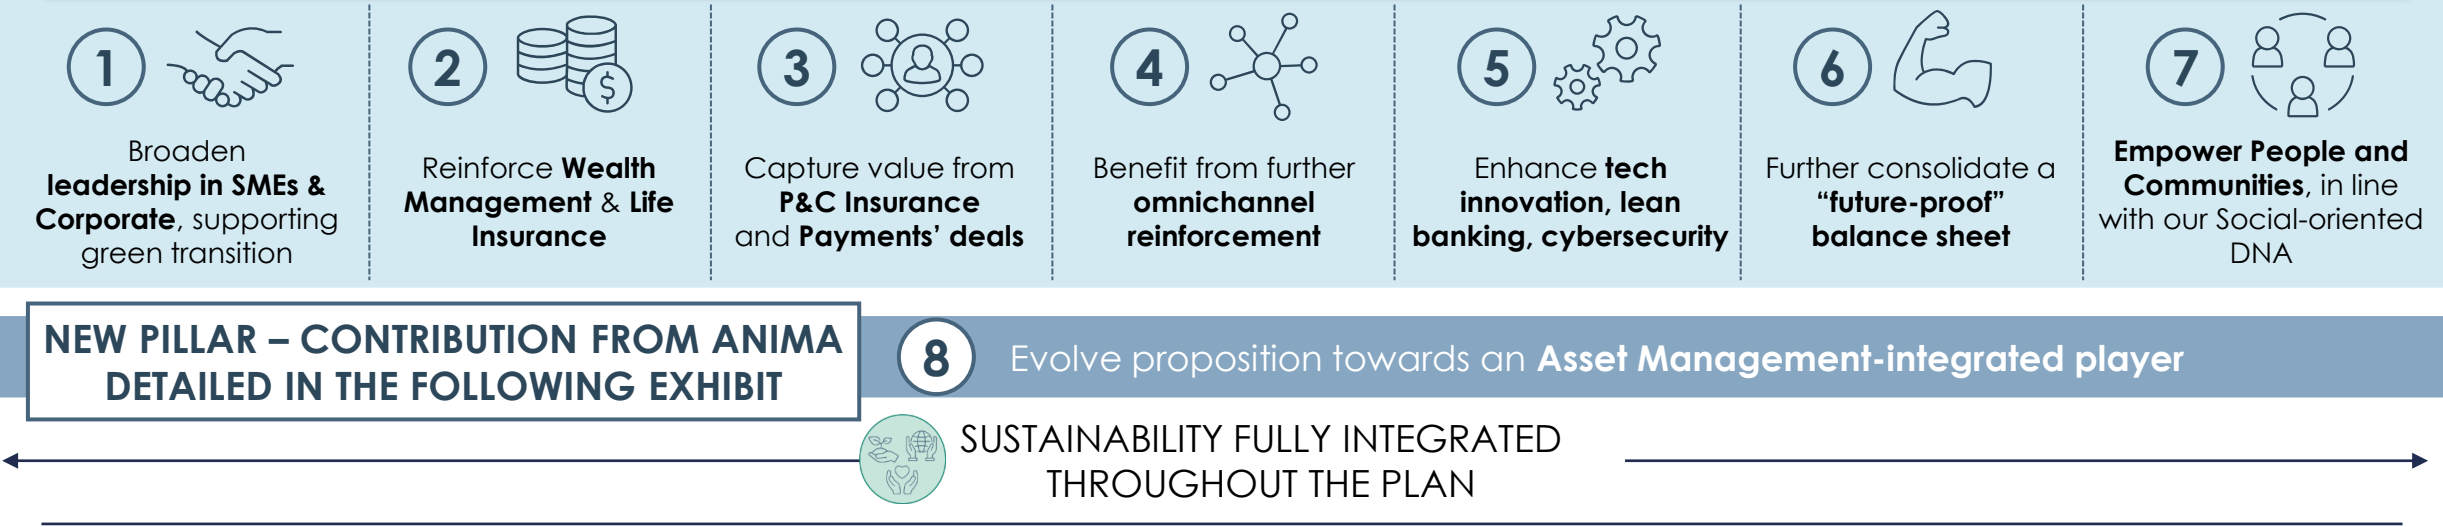 1
Broaden
leadership in SMEs &
Corporate, supporting
green transition
2
Reinforce Wealth
Management & Life
Insurance
3
Capture value from
P&C Insurance
and Payments’ deals
4
Benefit from further
omnichannel
reinforcement
5
Enhance tech
innovation, lean
banking, cybersecurity
6
Further consolidate a
“future-proof”
balance sheet
7
Empower People and
Communities, in line
with our Social-oriented
DNA
NEW PILLAR – CONTRIBUTION FROM ANIMA
DETAILED IN THE FOLLOWING EXHIBIT
8
Evolve proposition towards an Asset Management-integrated player
SUSTAINABILITY FULLY INTEGRATED
THROUGHOUT THE PLAN